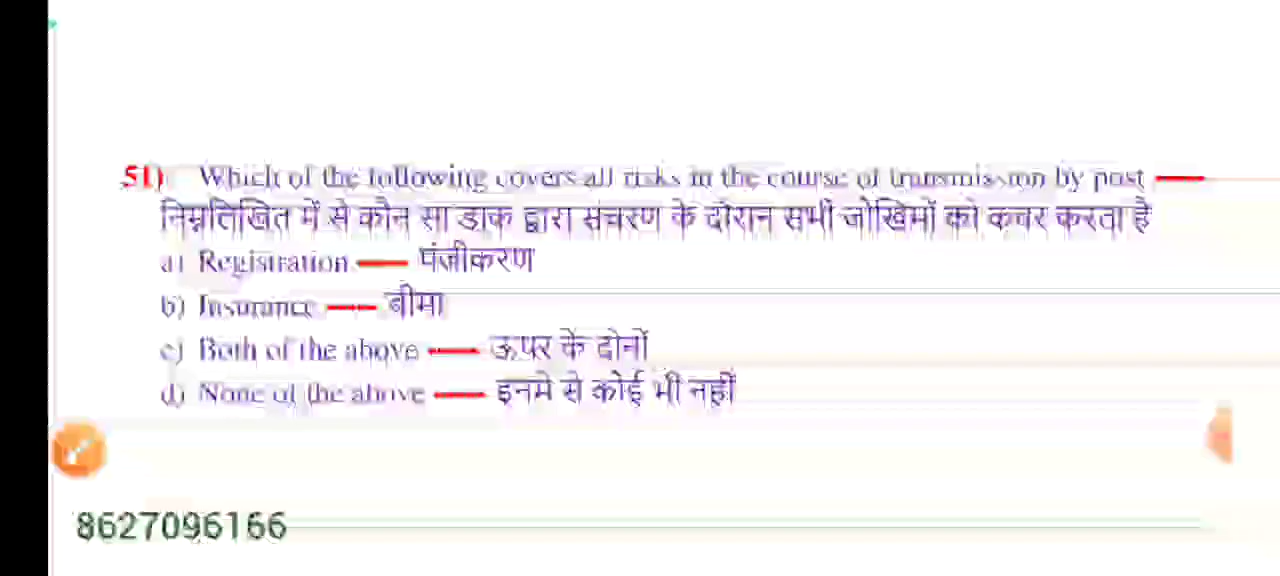 51) Which of the following covers all risks in the course of transmission by post —
निम्नलिखित में से कौन सा डाक द्वारा संचरण के दौरान सभी जोखिमों को कवर करता है
a) Registration — पंजीकरण
b) Insurance — बीमा
c) Both of the above — ऊपर के दोनों
d) None of the above — इनमे से कोई भी नहीं
8627096166